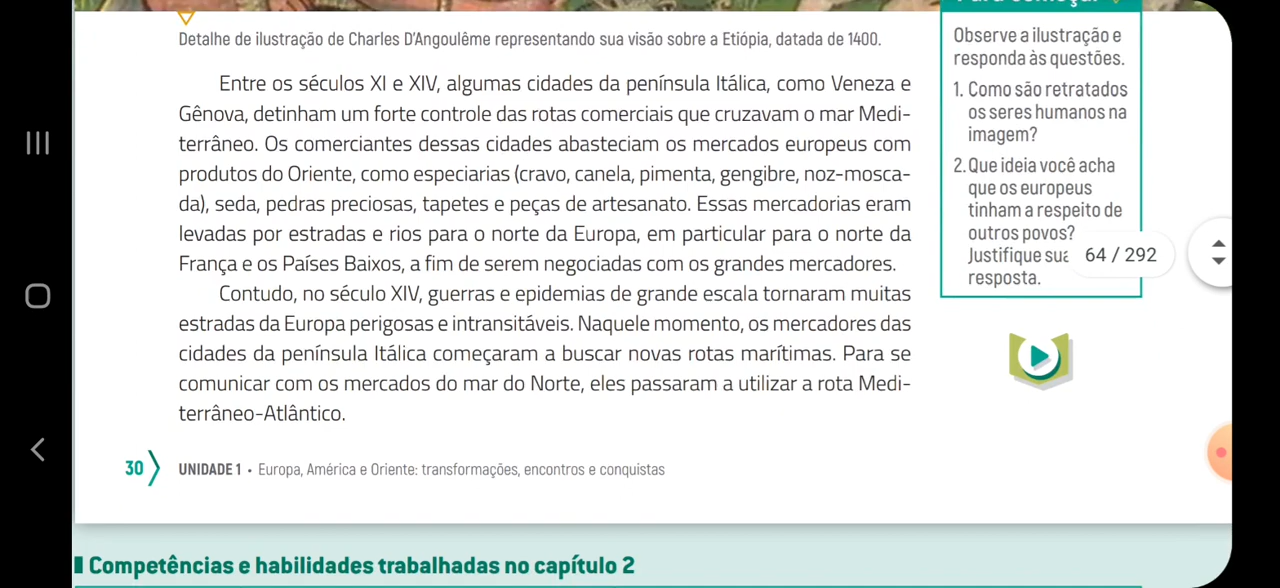 Detalhe de ilustração de Charles D'Angoulême representando sua visão sobre a Etiópia, datada de 1400.
Entre os séculos XI e XIV, algumas cidades da península Itálica, como Veneza e
Gênova, detinham um forte controle das rotas comerciais que cruzavam o mar Medi-
terrâneo. Os comerciantes dessas cidades abasteciam os mercados europeus com
produtos do Oriente, como especiarias (cravo, canela, pimenta, gengibre, noz-mosca-
da), seda, pedras preciosas, tapetes e peças de artesanato. Essas mercadorias eram
levadas por estradas e rios para o norte da Europa, em particular para o norte da
França e os Países Baixos, a fim de serem negociadas com os grandes mercadores.
Contudo, no século XIV, guerras e epidemias de grande escala tornaram muitas
estradas da Europa perigosas e intransitáveis. Naquele momento, os mercadores das
cidades da península Itálica começaram a buscar novas rotas marítimas. Para se
comunicar com os mercados do mar do Norte, eles passaram a utilizar a rota Medi-
terrâneo-Atlântico.
Observe a ilustração e
responda às questões.
1. Como são retratados
os seres humanos na
imagem?
2. Que ideia você acha
que os europeus
tinham a respeito de
outros povos?
Justifique sua
resposta.
64 / 292
30 UNIDADE 1 • Europa, América e Oriente: transformações, encontros e conquistas
Competências e habilidades trabalhadas no capítulo 2